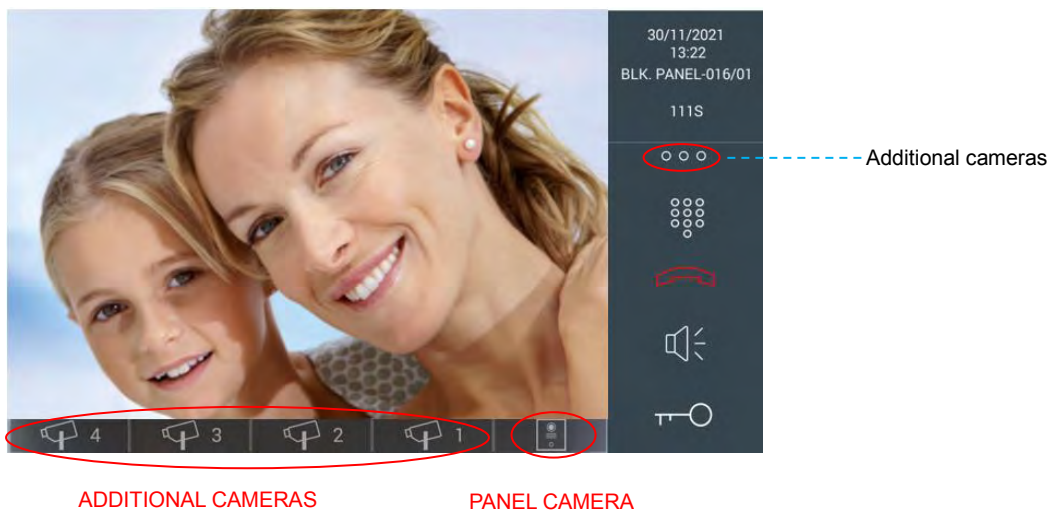 30/11/2021
13:22
BLK. PANEL-016/01
111S
Additional cameras
4 3 2 1
ADDITIONAL CAMERAS PANEL CAMERA